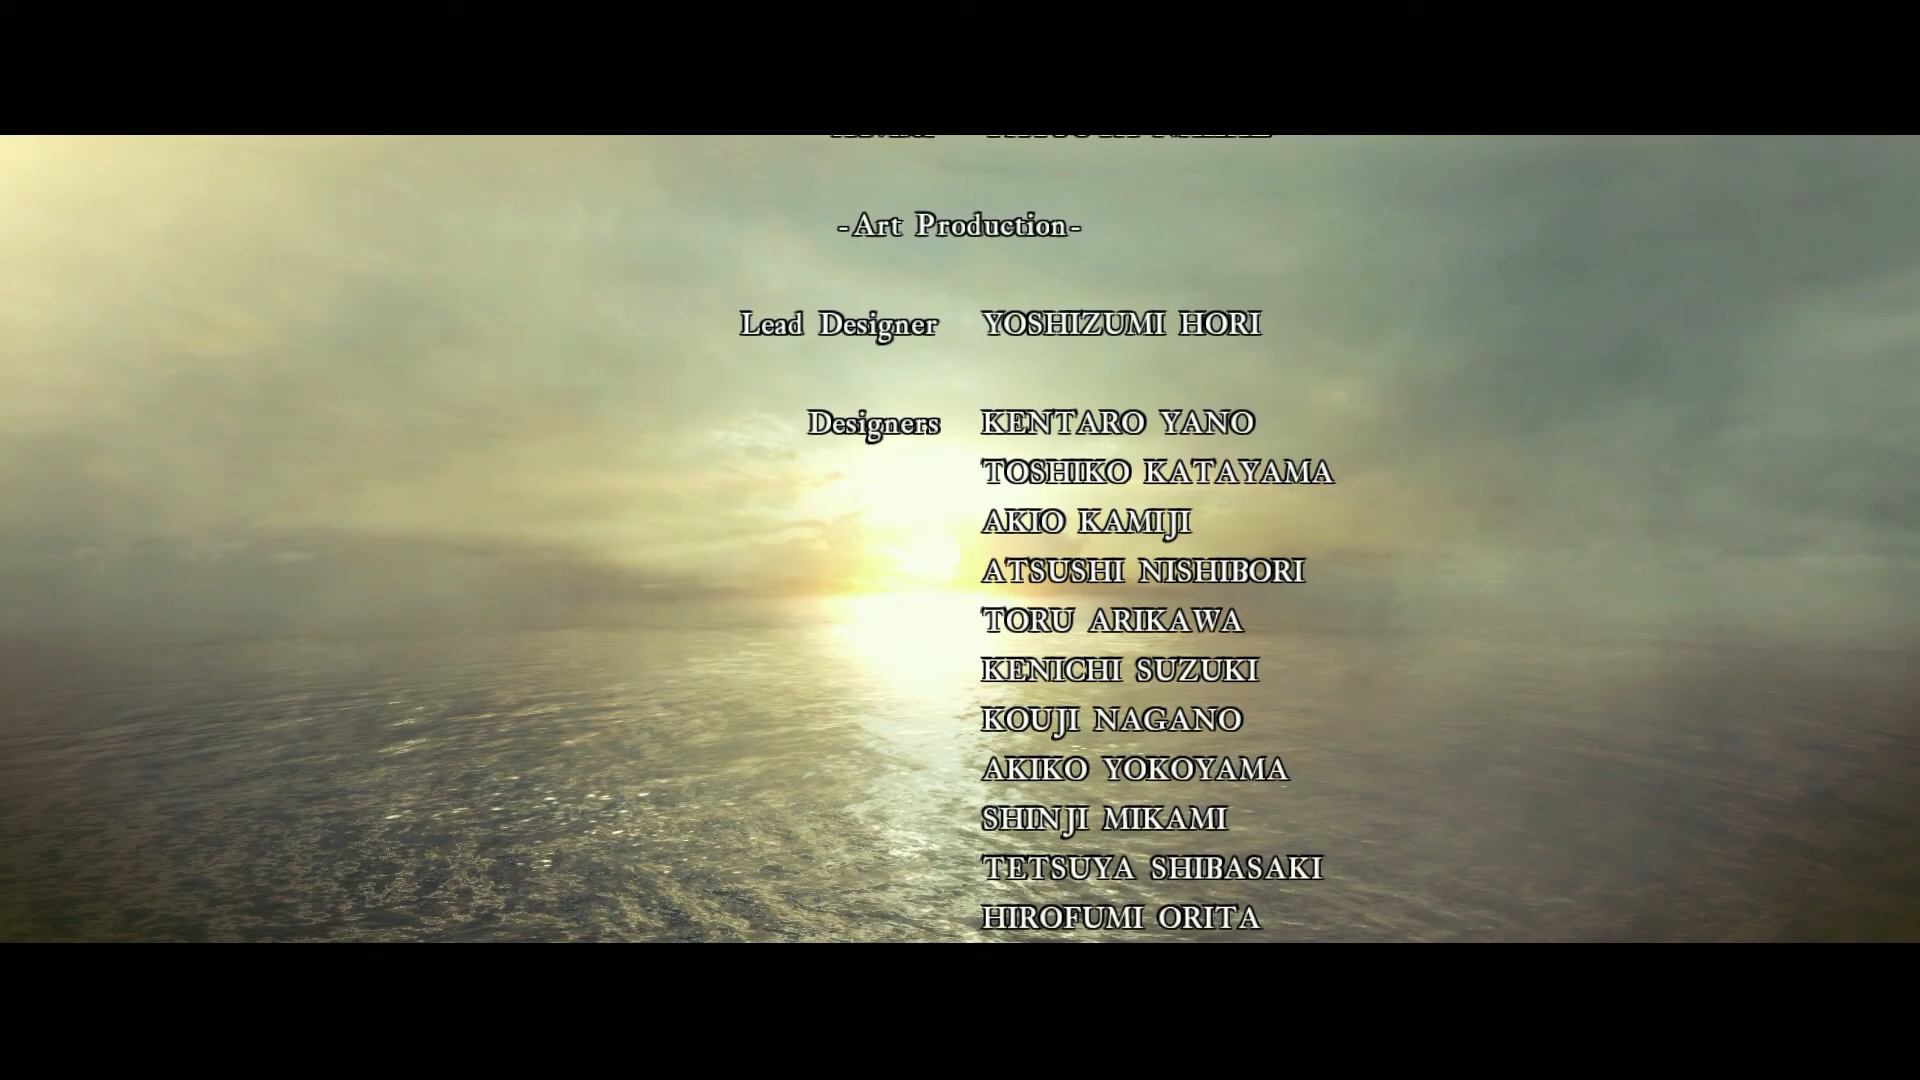 -Art Production-
Lead Designer YOSHIZUMI HORI
Designers KENTARO YANO
TOSHIKO KATAYAMA
AKIO KAMIJI
ATSUSHI NISHIBORI
TORU ARIKAWA
KENICHI SUZUKI
KOUJI NAGANO
AKIKO YOKOYAMA
SHINJI MIKAMI
TETSUYA SHIBASAKI
HIROFUMI ORITA